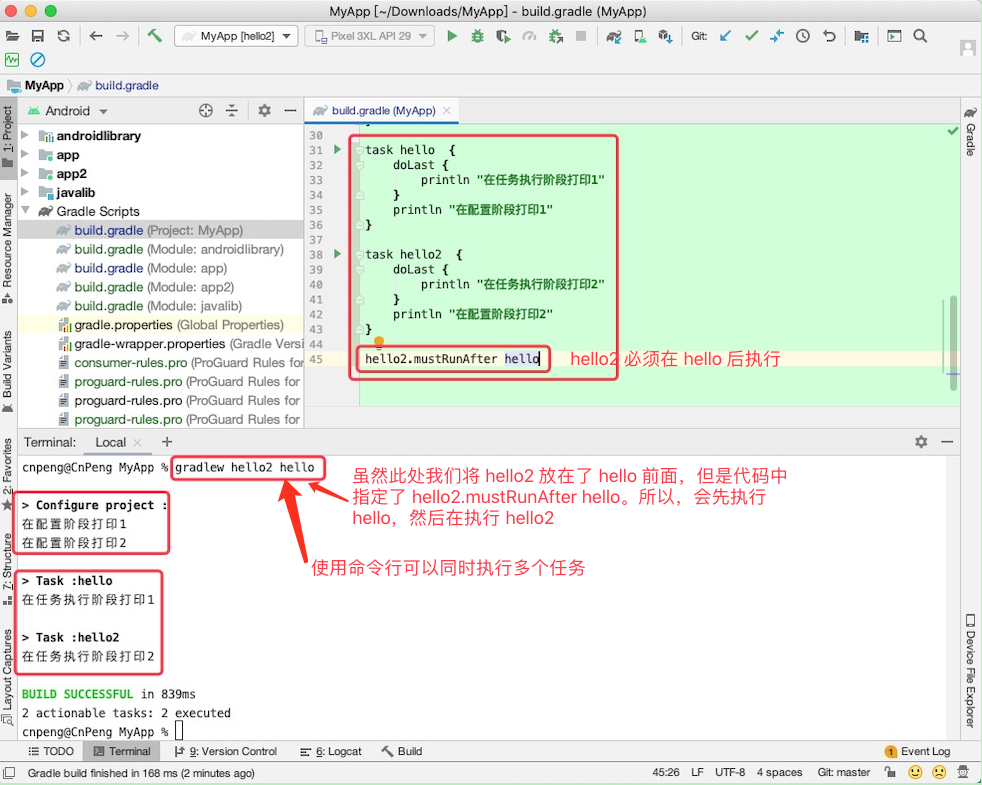 MyApp [~/Downloads/MyApp] - build.gradle (MyApp)
MyApp [hello2]
Pixel 3XL API 29
Git:
MyApp
build.gradle
1: Project
Resource Manager
Build Variants
2: Favorites
7: Structure
Layout Captures
Android
androidlibrary
app
app2
javalib
Gradle Scripts
build.gradle (Project: MyApp)
build.gradle (Module: androidlibrary)
build.gradle (Module: app)
build.gradle (Module: app2)
build.gradle (Module: javalib)
gradle.properties (Global Properties)
gradle-wrapper.properties (Gradle Versi
consumer-rules.pro (ProGuard Rules for
proguard-rules.pro (ProGuard Rules for
proguard-rules.pro (ProGuard Rules for
proguard-rules.pro (ProGuard Rules for
build.gradle (MyApp)
30 }
31 task hello  {
32     doLast {
33         println "在任务执行阶段打印1"
34     }
35     println "在配置阶段打印1"
36 }
37
38 task hello2  {
39     doLast {
40         println "在任务执行阶段打印2"
41     }
42     println "在配置阶段打印2"
43 }
44
45 hello2.mustRunAfter hello
hello2 必须在 hello 后执行
Gradle
Device File Explorer
Terminal:
Local
cnpeng@CnPeng MyApp % gradlew hello2 hello
虽然此处我们将 hello2 放在了 hello 前面，但是代码中
指定了 hello2.mustRunAfter hello。所以，会先执行
hello，然后在执行 hello2
使用命令行可以同时执行多个任务
> Configure project :
在配置阶段打印1
在配置阶段打印2
> Task :hello
在任务执行阶段打印1
> Task :hello2
在任务执行阶段打印2
BUILD SUCCESSFUL in 839ms
2 actionable tasks: 2 executed
cnpeng@CnPeng MyApp %
TODO
Terminal
9: Version Control
6: Logcat
Build
1 Event Log
Gradle build finished in 168 ms (2 minutes ago)
45:26
LF
UTF-8
4 spaces
Git: master